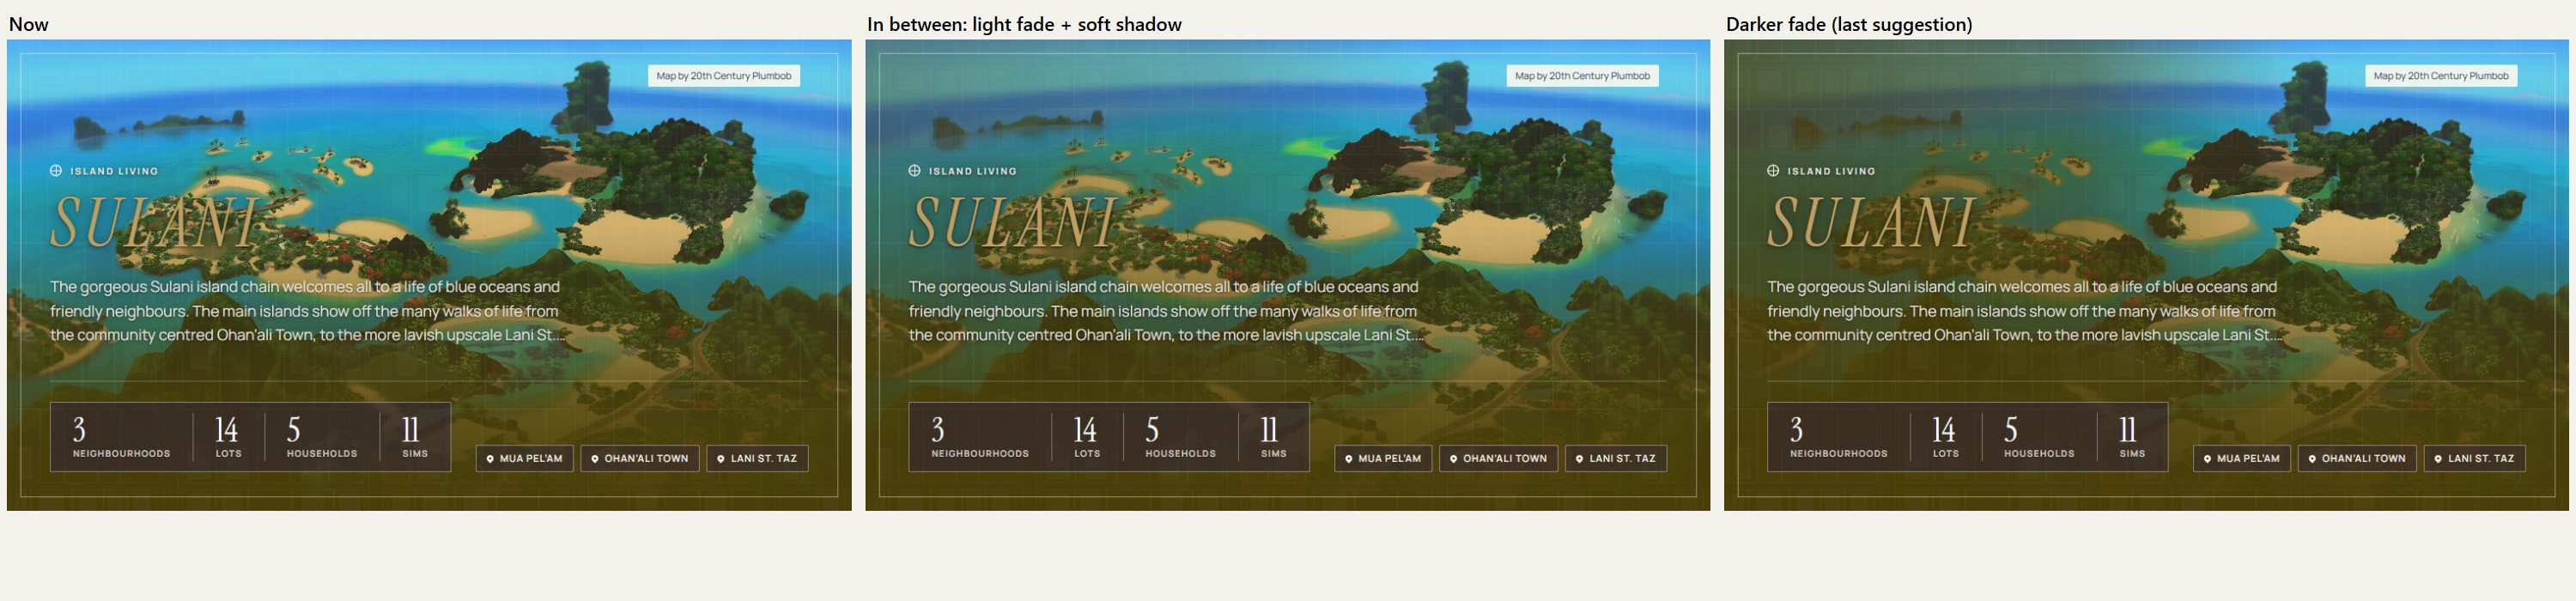 Now
Map by 20th Century Plumbob
ISLAND LIVING
SULANI
The gorgeous Sulani island chain welcomes all to a life of blue oceans and
friendly neighbours. The main islands show off the many walks of life from
the community centred Ohan'ali Town, to the more lavish upscale Lani St....
3
NEIGHBOURHOODS
14
LOTS
5
HOUSEHOLDS
11
SIMS
MUA PEL'AM
OHAN'ALI TOWN
LANI ST. TAZ
In between: light fade + soft shadow
Map by 20th Century Plumbob
ISLAND LIVING
SULANI
The gorgeous Sulani island chain welcomes all to a life of blue oceans and
friendly neighbours. The main islands show off the many walks of life from
the community centred Ohan'ali Town, to the more lavish upscale Lani St....
3
NEIGHBOURHOODS
14
LOTS
5
HOUSEHOLDS
11
SIMS
MUA PEL'AM
OHAN'ALI TOWN
LANI ST. TAZ
Darker fade (last suggestion)
Map by 20th Century Plumbob
ISLAND LIVING
SULANI
The gorgeous Sulani island chain welcomes all to a life of blue oceans and
friendly neighbours. The main islands show off the many walks of life from
the community centred Ohan'ali Town, to the more lavish upscale Lani St....
3
NEIGHBOURHOODS
14
LOTS
5
HOUSEHOLDS
11
SIMS
MUA PEL'AM
OHAN'ALI TOWN
LANI ST. TAZ